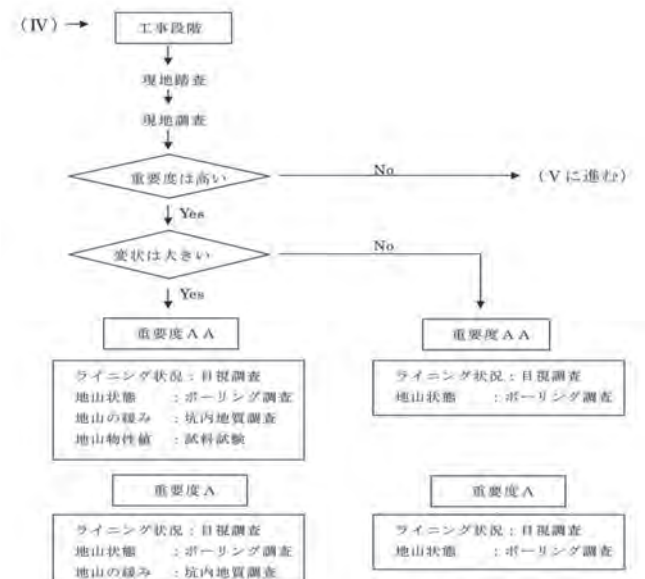 (Ⅳ)
工事段階
現地踏査
現地調査
重要度は高い
No
(Ⅴに進む)
Yes
変状は大きい
No
Yes
重要度AA
ライニング状況:目視調査
地山状態 :ボーリング調査
地山の緩み :坑内地質調査
地山物性値 :試料試験
重要度AA
ライニング状況:目視調査
地山状態 :ボーリング調査
重要度A
ライニング状況:目視調査
地山状態 :ボーリング調査
地山の緩み :坑内地質調査
重要度A
ライニング状況:目視調査
地山状態 :ボーリング調査